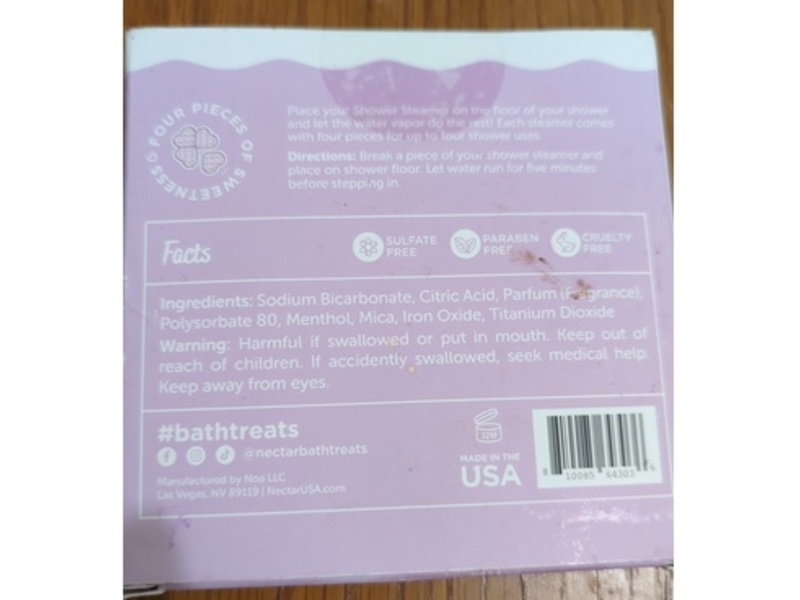 FOUR PIECES OF SWEETNESS
Place your Shower Steamer on the floor of your shower
and let the water vapor do the rest! Each steamer comes
with four pieces for up to four shower uses.
Directions: Break a piece of your shower steamer and
place on shower floor. Let water run for five minutes
before stepping in.
Facts
SULFATE
FREE
PARABEN
FREE
CRUELTY
FREE
Ingredients: Sodium Bicarbonate, Citric Acid, Parfum (Fragrance),
Polysorbate 80, Menthol, Mica, Iron Oxide, Titanium Dioxide
Warning: Harmful if swallowed or put in mouth. Keep out of
reach of children. If accidently swallowed, seek medical help.
Keep away from eyes.
#bathtreats
@nectarbathtreats
Manufactured by Noa LLC
Las Vegas, NV 89119 | NectarUSA.com
12M
MADE IN THE
USA
8 10085 64303 6